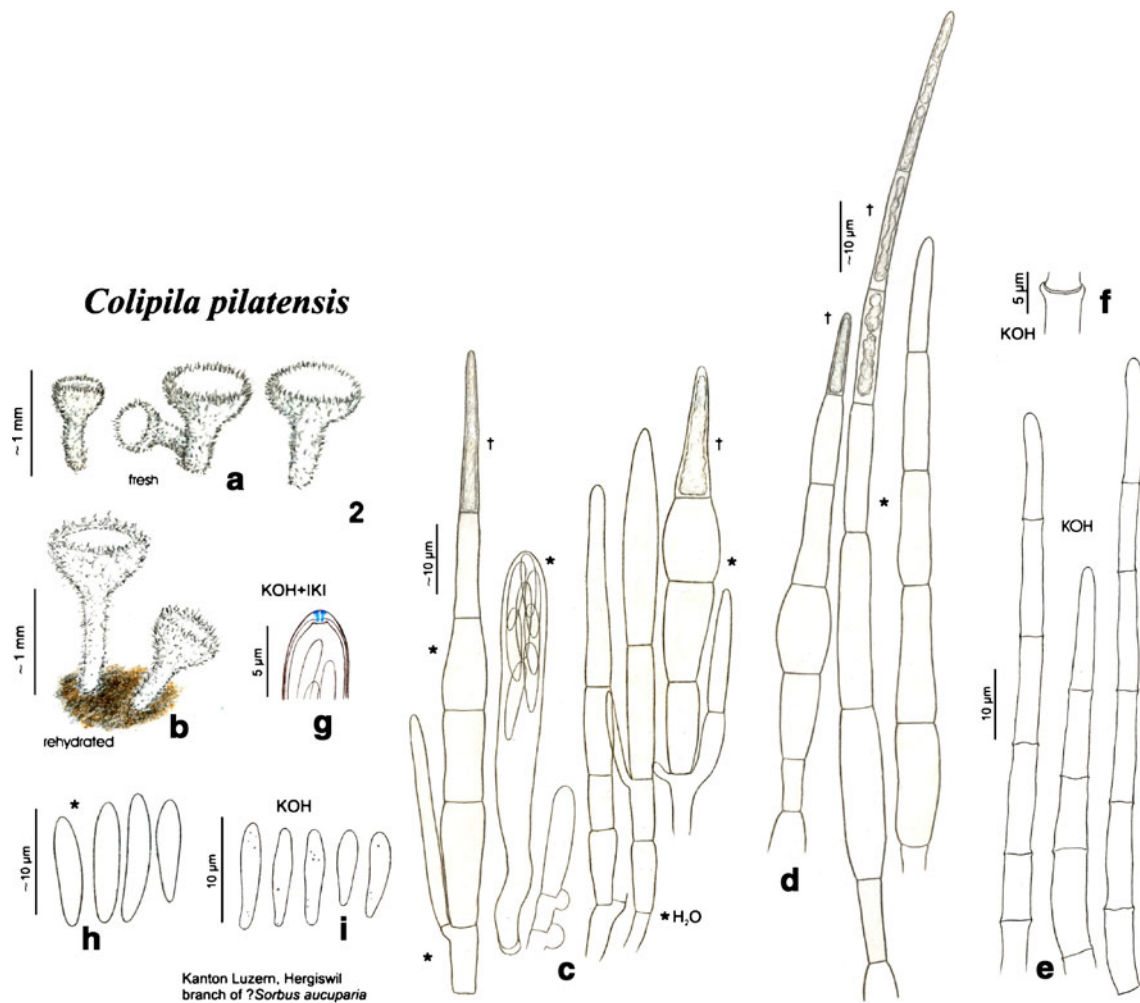 Colipila pilatensis
~ 1 mm
fresh
a
2
~ 1 mm
rehydrated
b
KOH+IKI
5 µm
g
*
~10 µm
h
KOH
10 µm
i
Kanton Luzern, Hergiswil
branch of ?Sorbus aucuparia
†
~10 µm
*
*
*
†
*
*H₂O
c
†
~10 µm
†
*
d
5 µm
KOH
f
KOH
10 µm
e